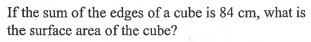 If the sum of the edges of a cube is 84 cm, what is
the surface area of the cube?